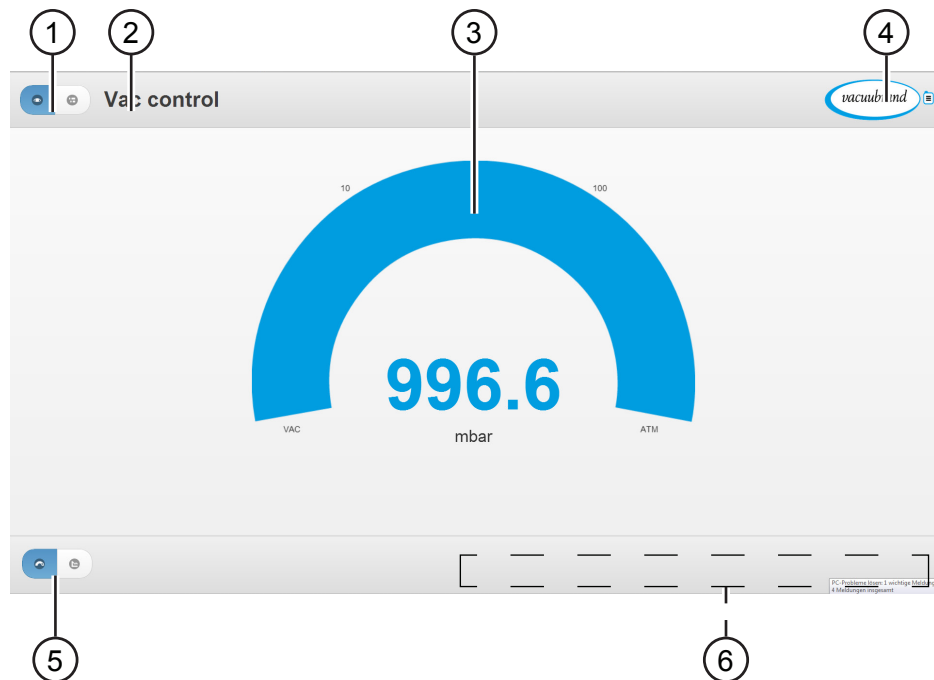 1 2 3 4
Vac control
vacuubrand
10 100
996.6
mbar
VAC ATM
PC-Probleme lösen: 1 wichtige Meldung
4 Meldungen insgesamt
5 6